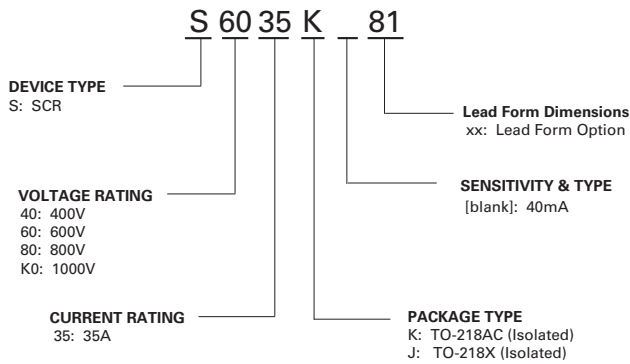 S 60 35 K _ 81
DEVICE TYPE
S: SCR
Lead Form Dimensions
xx: Lead Form Option
VOLTAGE RATING
40: 400V
60: 600V
80: 800V
K0: 1000V
SENSITIVITY & TYPE
[blank]: 40mA
CURRENT RATING
35: 35A
PACKAGE TYPE
K: TO-218AC (Isolated)
J: TO-218X (Isolated)